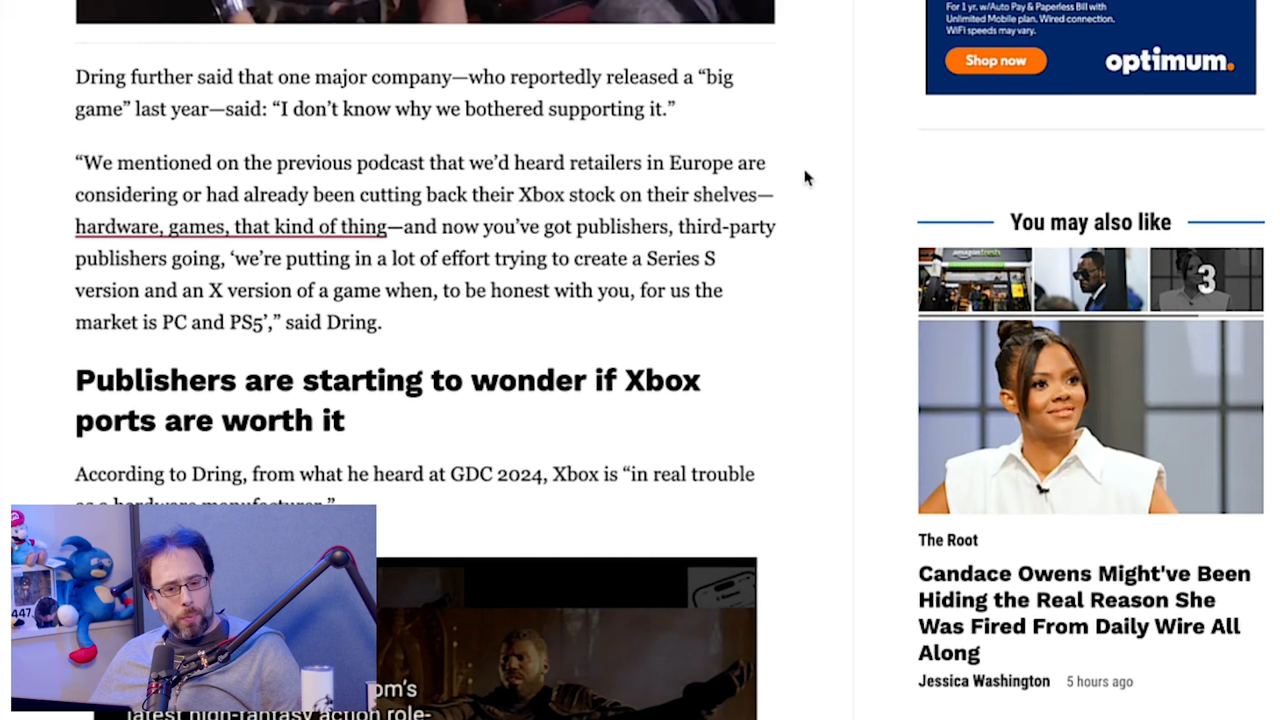 For 1 yr. w/Auto Pay & Paperless Bill with
Unlimited Mobile plan. Wired connection.
WiFi speeds may vary.
Shop now
optimum.
Dring further said that one major company—who reportedly released a “big
game” last year—said: “I don’t know why we bothered supporting it.”
“We mentioned on the previous podcast that we’d heard retailers in Europe are
considering or had already been cutting back their Xbox stock on their shelves—
hardware, games, that kind of thing—and now you’ve got publishers, third-party
publishers going, ‘we’re putting in a lot of effort trying to create a Series S
version and an X version of a game when, to be honest with you, for us the
market is PC and PS5’,” said Dring.
Publishers are starting to wonder if Xbox
ports are worth it
According to Dring, from what he heard at GDC 2024, Xbox is “in real trouble
as a hardware manufacturer.”
You may also like
amazonfresh
3
The Root
Candace Owens Might've Been
Hiding the Real Reason She
Was Fired From Daily Wire All
Along
Jessica Washington 5 hours ago
447
om’s
latest high-fantasy action role-